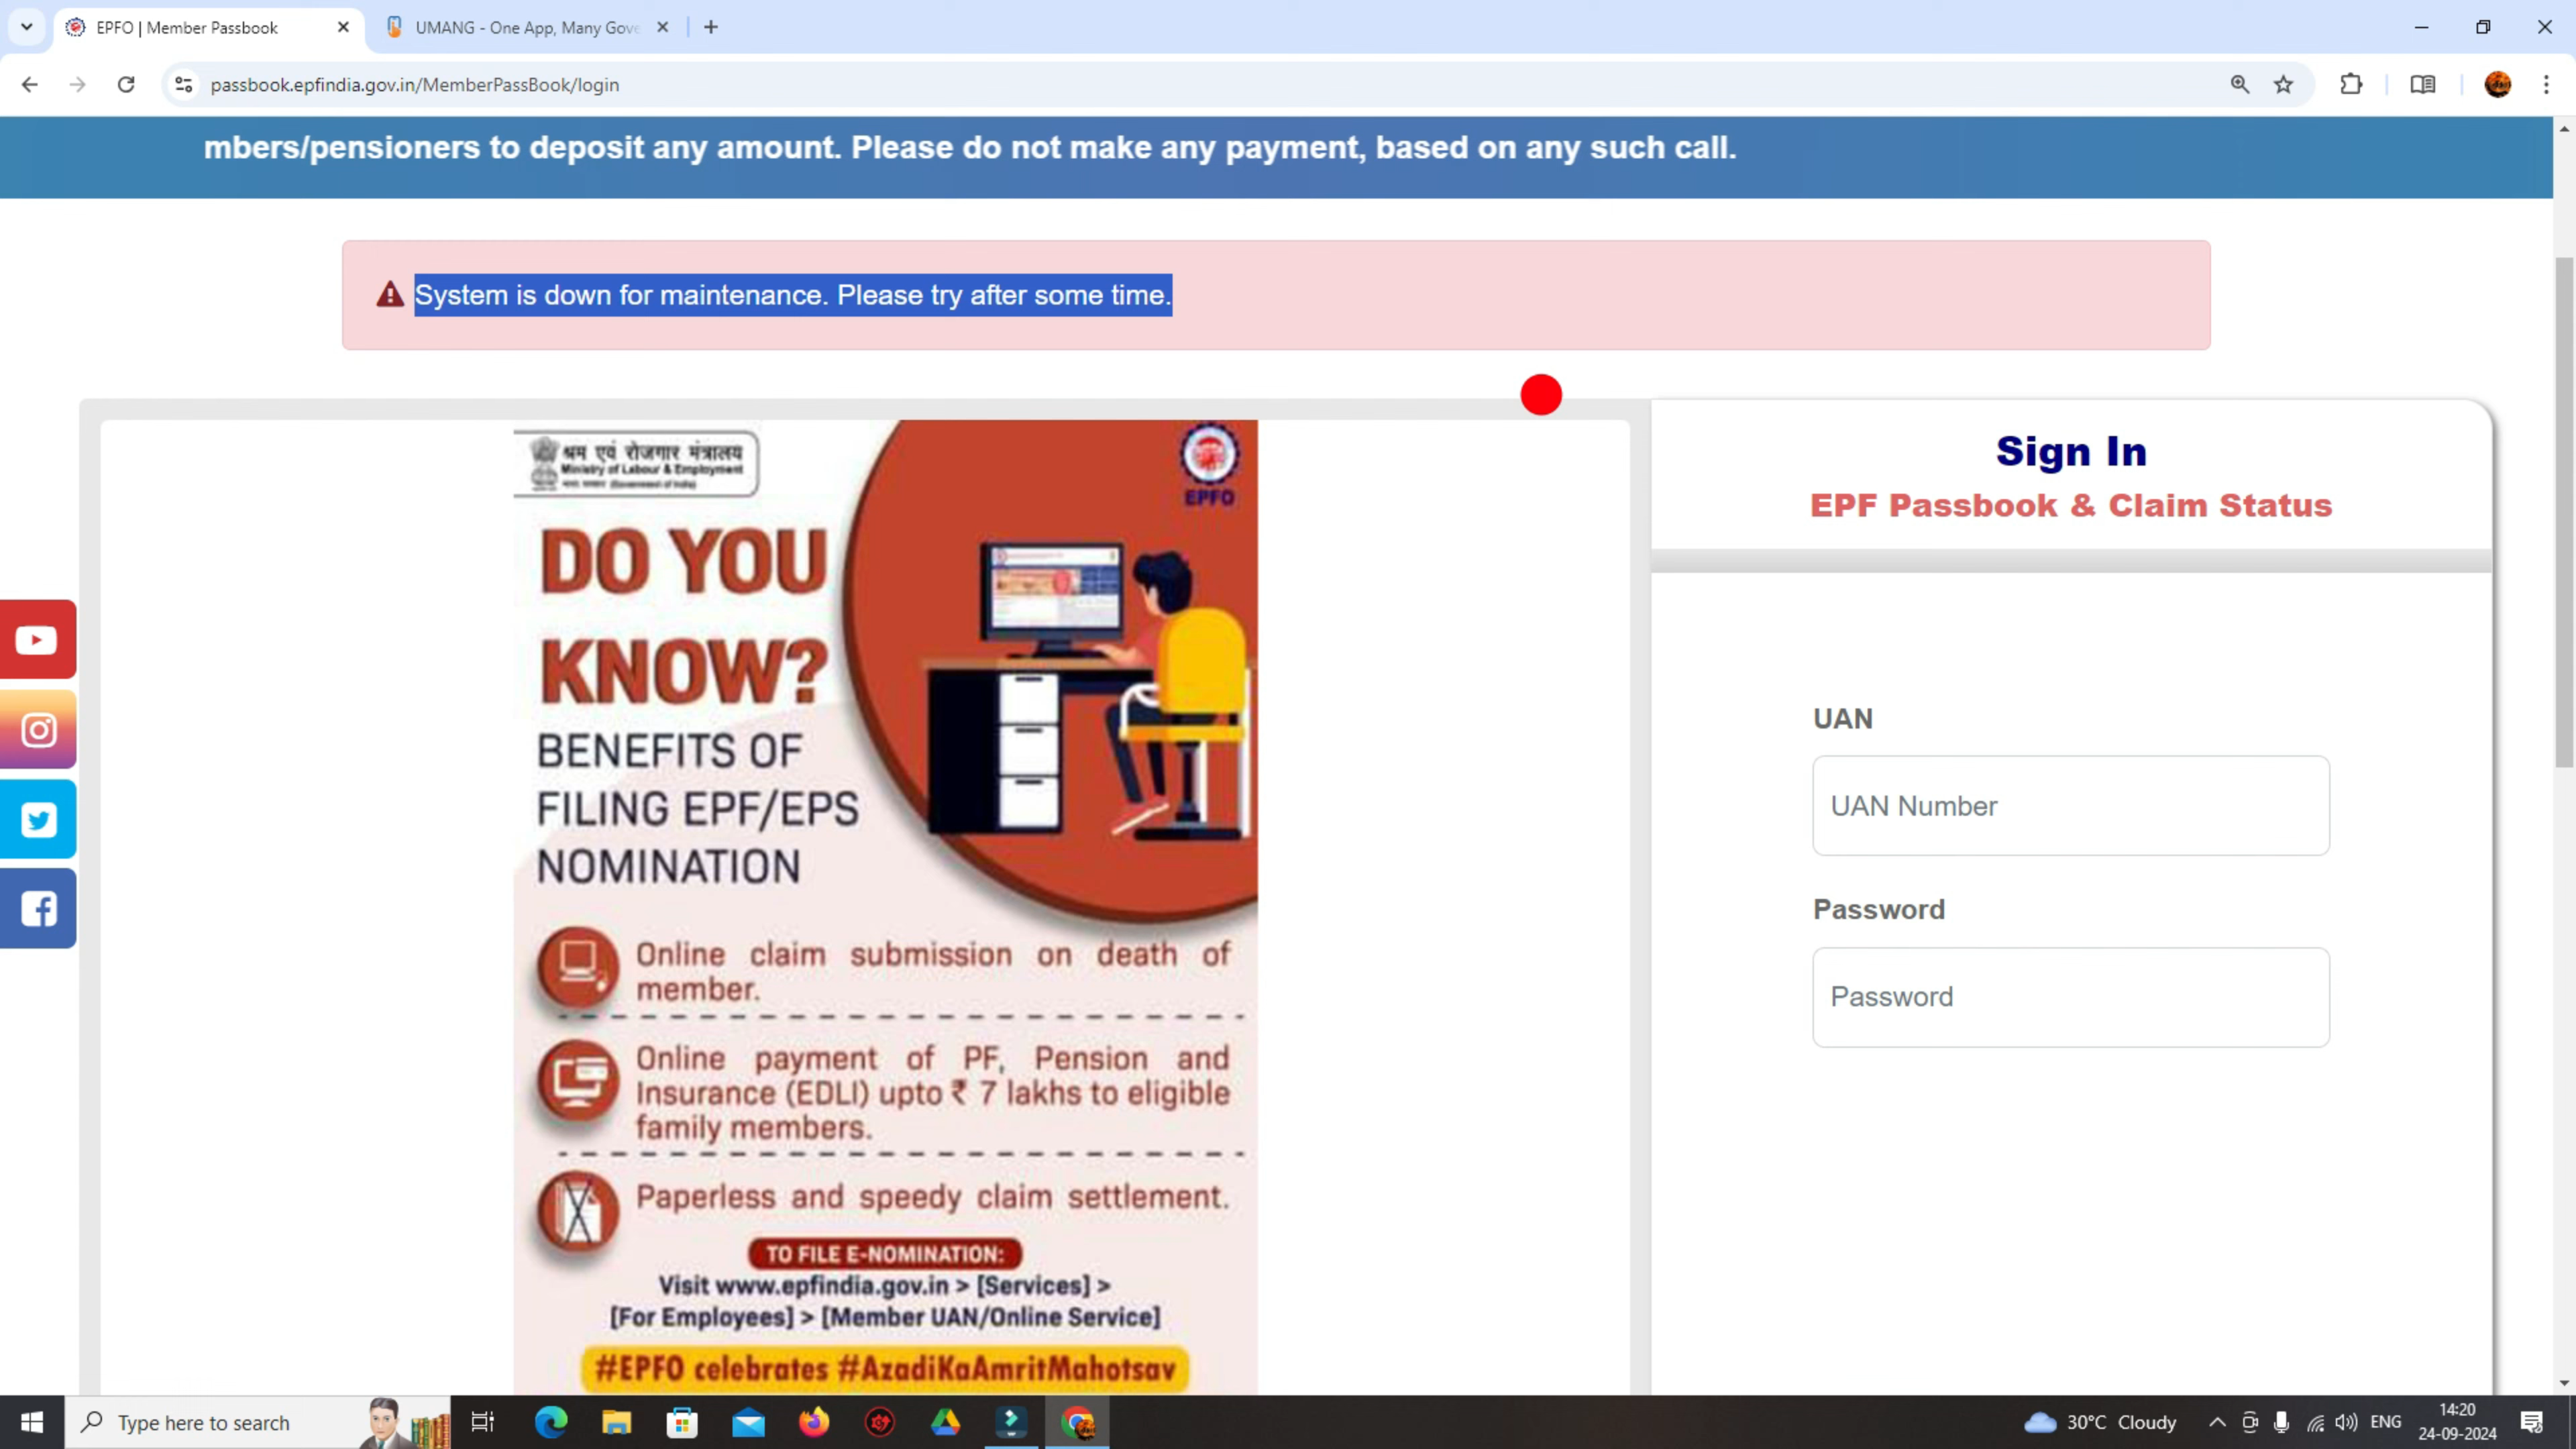 EPFO | Member Passbook
UMANG - One App, Many Gove
passbook.epfindia.gov.in/MemberPassBook/login
mbers/pensioners to deposit any amount. Please do not make any payment, based on any such call.
System is down for maintenance. Please try after some time.
श्रम एवं रोजगार मंत्रालय
Ministry of Labour & Employment
EPFO
DO YOU
KNOW?
BENEFITS OF
FILING EPF/EPS
NOMINATION
Online claim submission on death of
member.
Online payment of PF, Pension and
Insurance (EDLI) upto ₹ 7 lakhs to eligible
family members.
Paperless and speedy claim settlement.
TO FILE E-NOMINATION:
Visit www.epfindia.gov.in > [Services] >
[For Employees] > [Member UAN/Online Service]
#EPFO celebrates #AzadiKaAmritMahotsav
Sign In
EPF Passbook & Claim Status
UAN
UAN Number
Password
Password
Type here to search
30°C Cloudy
ENG
14:20
24-09-2024